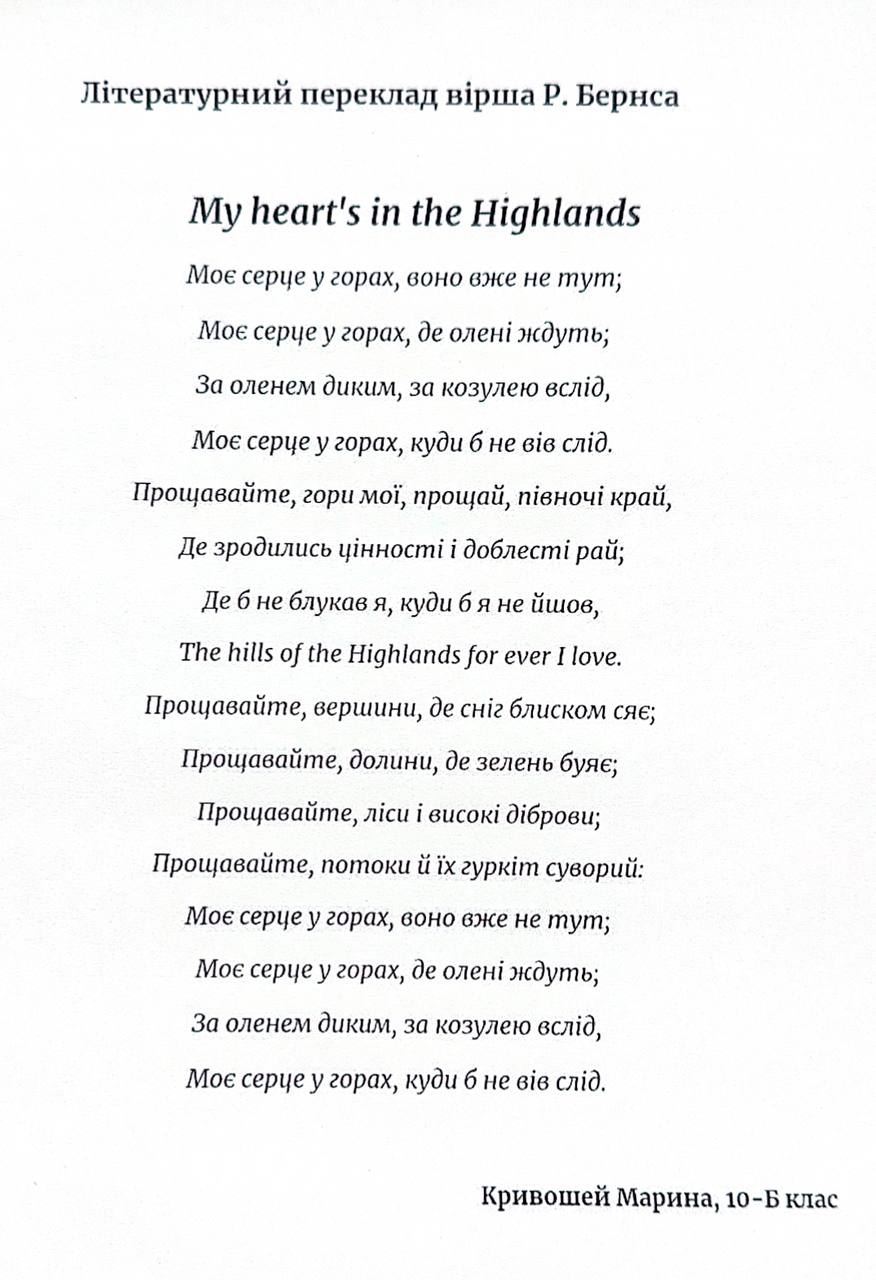 Літературний переклад вірша Р. Бернса
My heart's in the Highlands
Моє серце у горах, воно вже не тут;
Моє серце у горах, де олені ждуть;
За оленем диким, за козулею вслід,
Моє серце у горах, куди б не вів слід.
Прощавайте, гори мої, прощай, півночі край,
Де зродились цінності і доблесті рай;
Де б не блукав я, куди б я не йшов,
The hills of the Highlands for ever I love.
Прощавайте, вершини, де сніг блиском сяє;
Прощавайте, долини, де зелень буяє;
Прощавайте, ліси і високі діброви;
Прощавайте, потоки й їх гуркіт суворий:
Моє серце у горах, воно вже не тут;
Моє серце у горах, де олені ждуть;
За оленем диким, за козулею вслід,
Моє серце у горах, куди б не вів слід.
Кривошей Марина, 10-Б клас